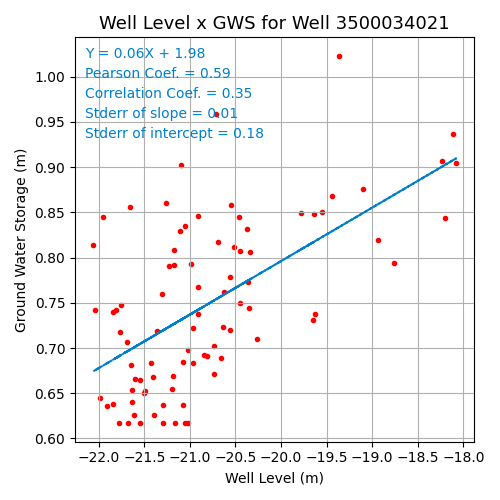 Well Level x GWS for Well 3500034021
Y = 0.06X + 1.98
Pearson Coef. = 0.59
Correlation Coef. = 0.35
Stderr of slope = 0.01
Stderr of intercept = 0.18
1.00
0.95
0.90
0.85
0.80
0.75
0.70
0.65
0.60
Ground Water Storage (m)
−22.0 −21.5 −21.0 −20.5 −20.0 −19.5 −19.0 −18.5 −18.0
Well Level (m)